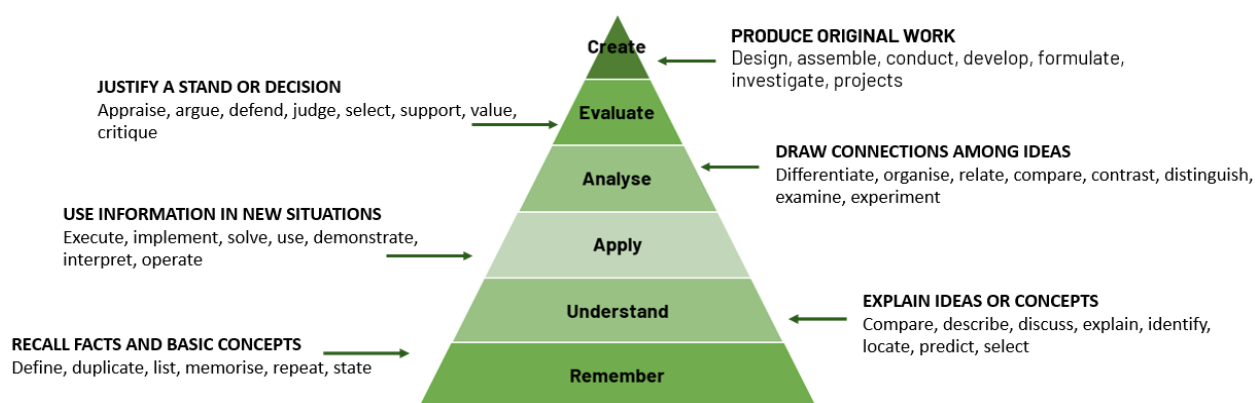 Create
PRODUCE ORIGINAL WORK
Design, assemble, conduct, develop, formulate,
investigate, projects
JUSTIFY A STAND OR DECISION
Appraise, argue, defend, judge, select, support, value,
critique
Evaluate
DRAW CONNECTIONS AMONG IDEAS
Differentiate, organise, relate, compare, contrast, distinguish,
examine, experiment
Analyse
USE INFORMATION IN NEW SITUATIONS
Execute, implement, solve, use, demonstrate,
interpret, operate
Apply
EXPLAIN IDEAS OR CONCEPTS
Compare, describe, discuss, explain, identify,
locate, predict, select
Understand
RECALL FACTS AND BASIC CONCEPTS
Define, duplicate, list, memorise, repeat, state
Remember